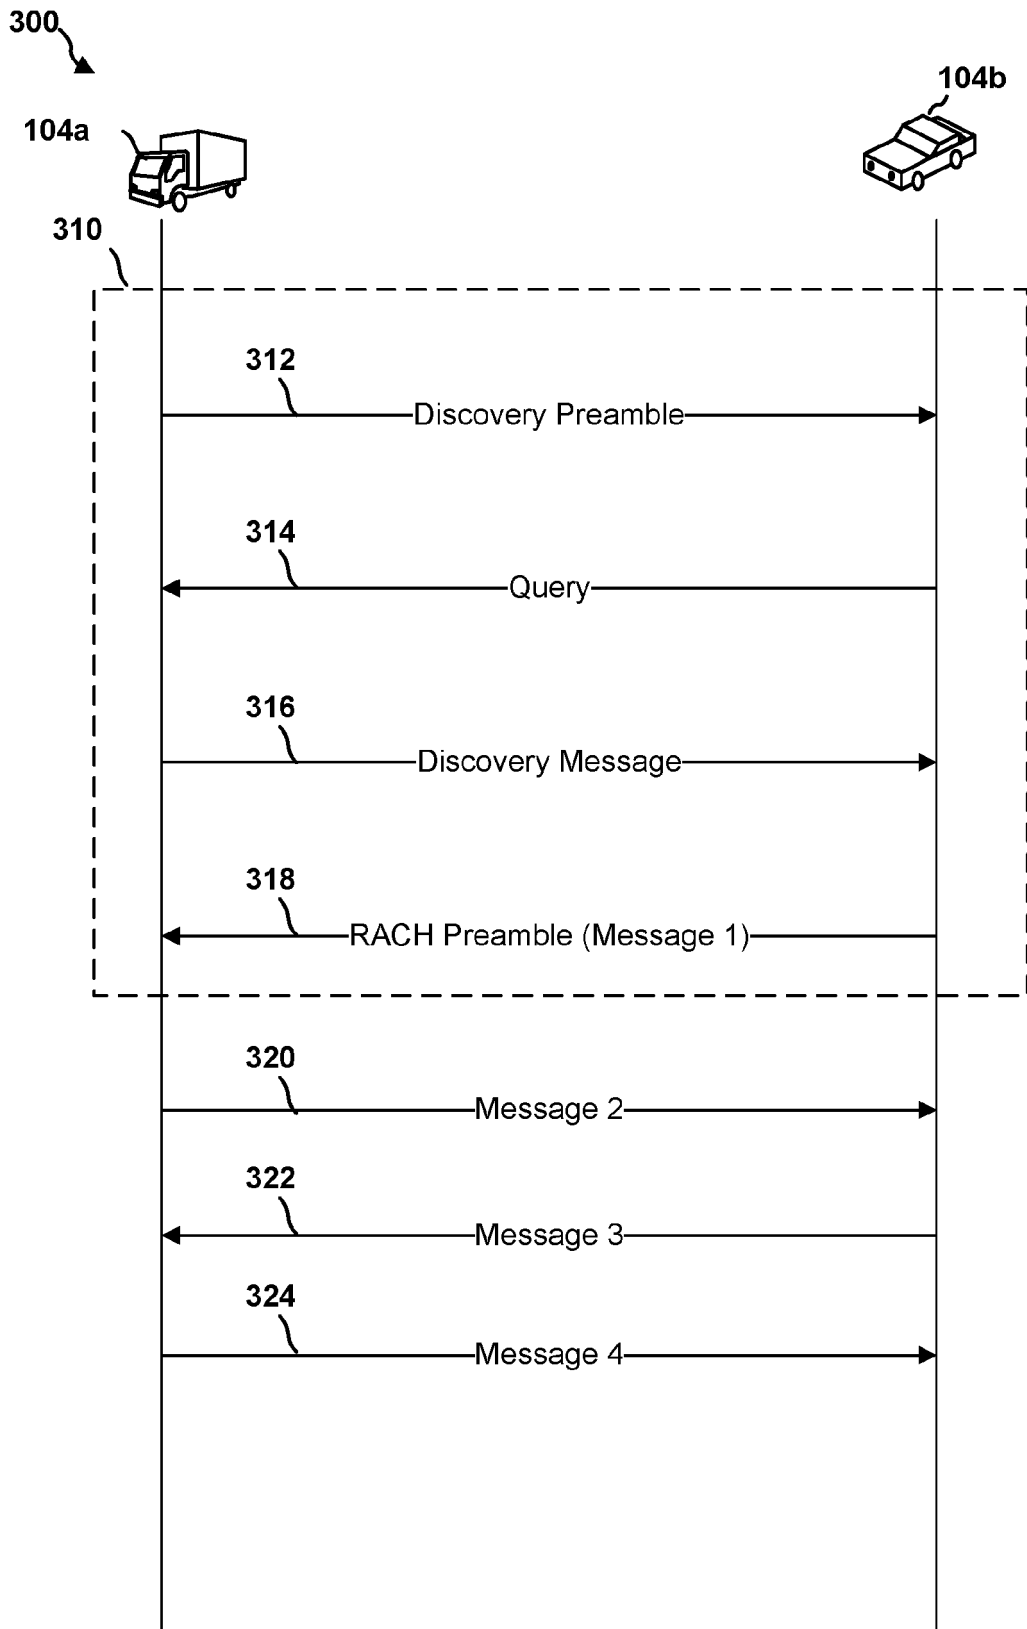 300
104b
104a
310
312
Discovery Preamble
314
Query
316
Discovery Message
318
RACH Preamble (Message 1)
320
Message 2
322
Message 3
324
Message 4